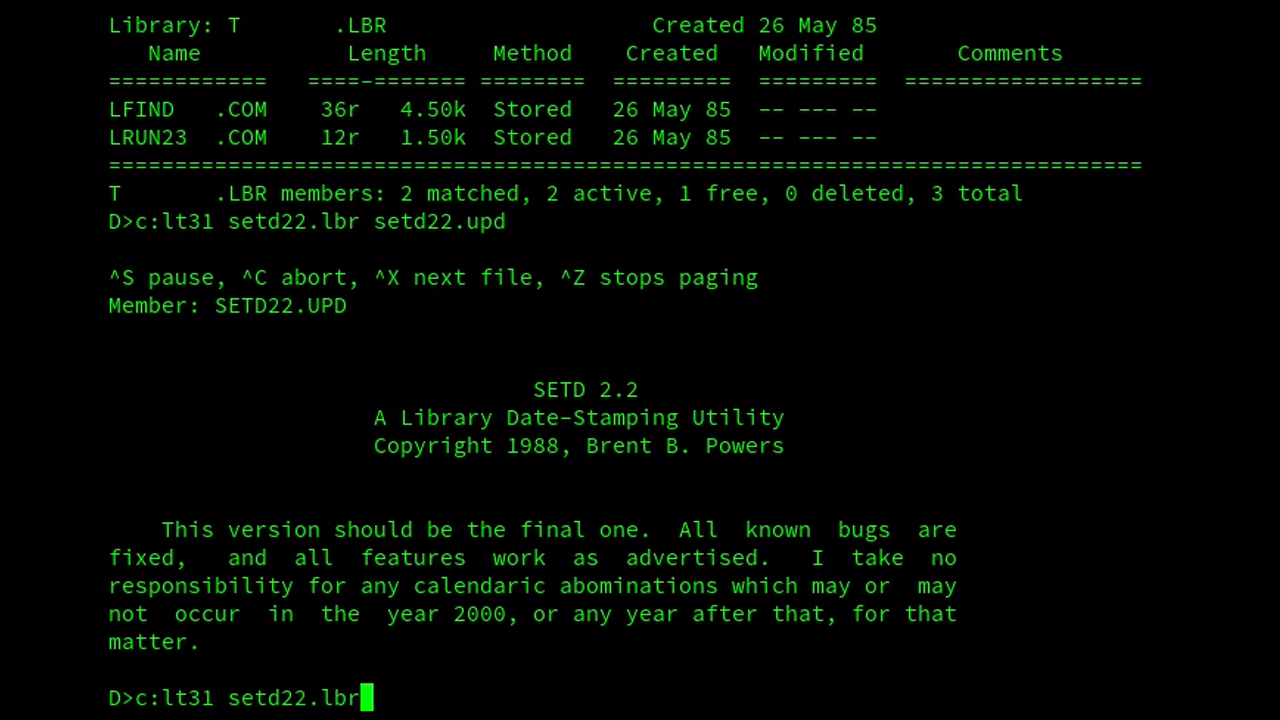 Library: T       .LBR                    Created 26 May 85
   Name           Length     Method    Created   Modified       Comments
============   ====-======= ========  =========  =========  ==================
LFIND   .COM    36r   4.50k  Stored   26 May 85  -- --- --
LRUN23  .COM    12r   1.50k  Stored   26 May 85  -- --- --
==============================================================================
T       .LBR members: 2 matched, 2 active, 1 free, 0 deleted, 3 total
D>c:lt31 setd22.lbr setd22.upd
^S pause, ^C abort, ^X next file, ^Z stops paging
Member: SETD22.UPD
SETD 2.2
A Library Date-Stamping Utility
Copyright 1988, Brent B. Powers
This version should be the final one.  All  known  bugs  are
fixed,   and  all  features  work  as  advertised.   I  take  no
responsibility for any calendaric abominations which may or  may
not  occur  in  the  year 2000, or any year after that, for that
matter.
D>c:lt31 setd22.lbr